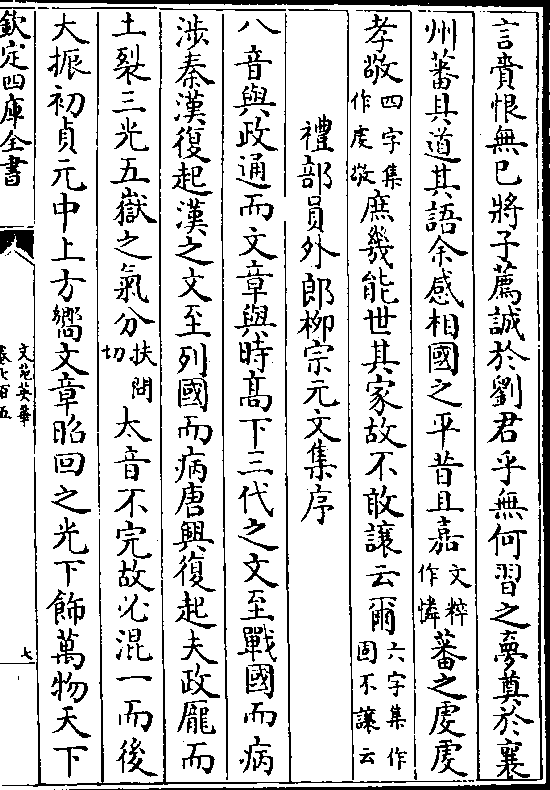 言賚恨無已將子薦誠於劉君乎無何習之夢奠於襄
州蕃具道其語余感相國之平昔且嘉文粹作憐蕃之虔虔
孝敬四字集作虔敬庶幾能世其家故不敢讓云爾六字集作固不讓云
禮部員外郎柳宗元文集序
八音與政通而文章與時髙下三代之文至戰國而病
涉秦漢復起漢之文至列國而病唐興復起夫政龎而
土裂三光五嶽之氣分扶問切太音不完故必混一而後
大振初貞元中上方嚮文章昭回之光下飾萬物天下
欽定四庫全書
文苑英華
卷七百五
七